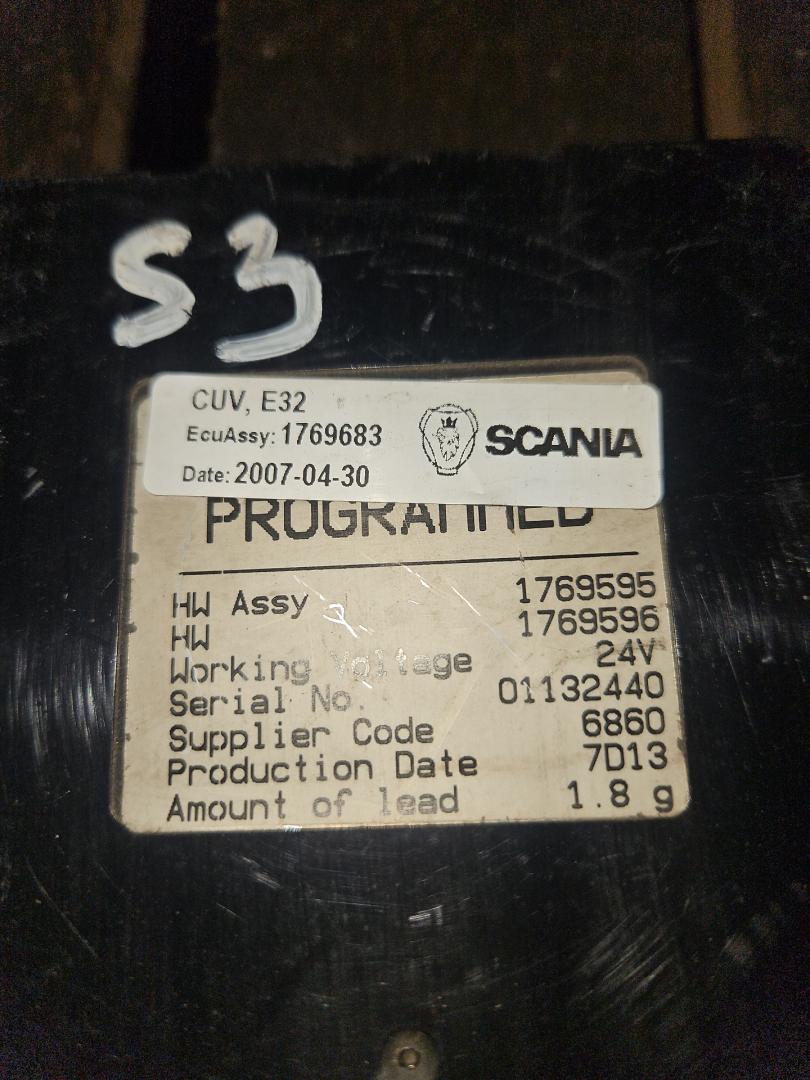 S3
CUV, E32
EcuAssy: 1769683
SCANIA
Date: 2007-04-30
PROGRAMMED
HW Assy 1769595
HW 1769596
Working Voltage 24V
Serial No. 01132440
Supplier Code 6860
Production Date 7D13
Amount of lead 1.8 g